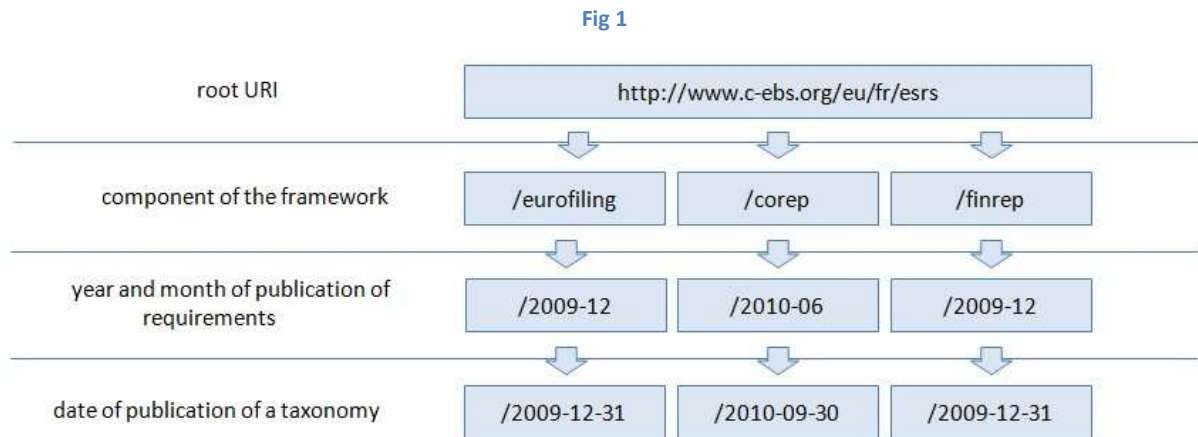 Fig 1
root URI
http://www.c-ebs.org/eu/fr/esrs
component of the framework
/eurofiling
/corep
/finrep
year and month of publication of
requirements
/2009-12
/2010-06
/2009-12
date of publication of a taxonomy
/2009-12-31
/2010-09-30
/2009-12-31